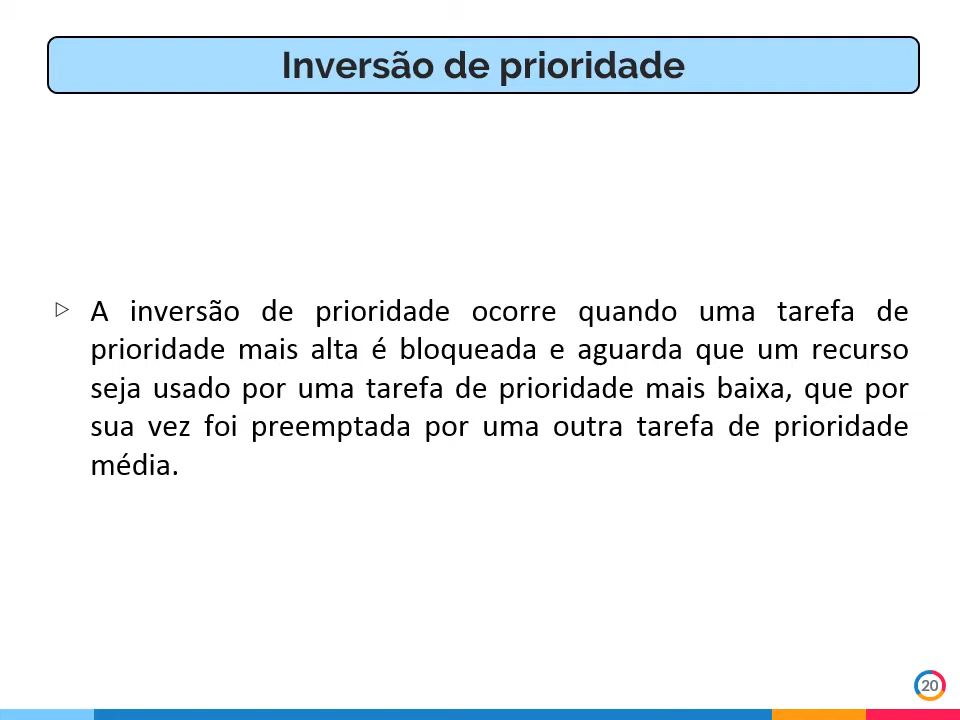 Inversão de prioridade
A inversão de prioridade ocorre quando uma tarefa de
prioridade mais alta é bloqueada e aguarda que um recurso
seja usado por uma tarefa de prioridade mais baixa, que por
sua vez foi preemptada por uma outra tarefa de prioridade
média.
20